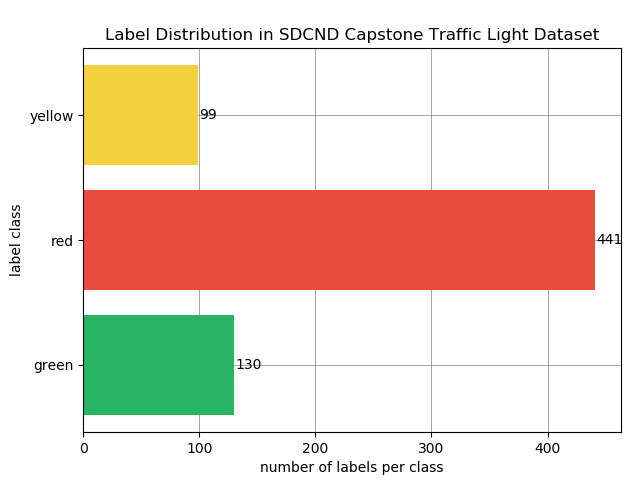 Label Distribution in SDCND Capstone Traffic Light Dataset
yellow
99
label class
red
441
green
130
0 100 200 300 400
number of labels per class